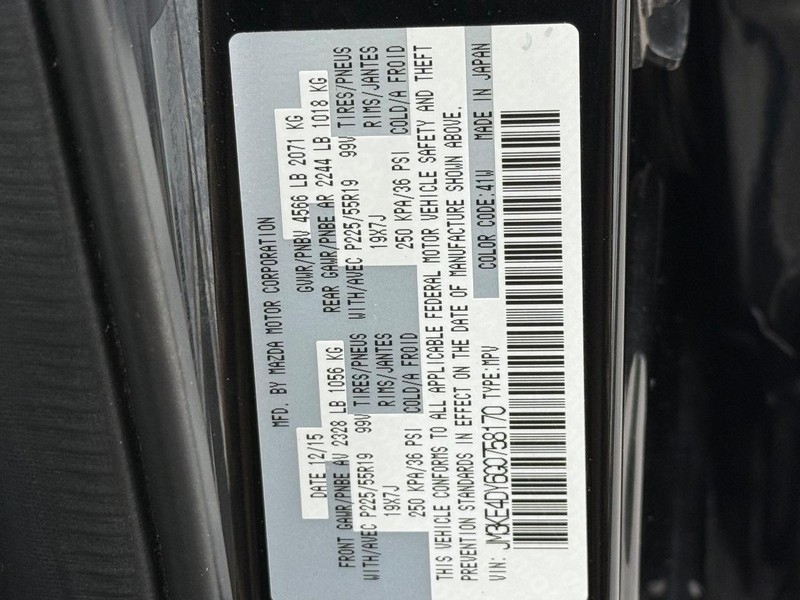 MFD. BY MAZDA MOTOR CORPORATION
DATE 12/15 GVWR/PNBV 4566 LB 2071 KG
FRONT GAWR/PNBE AV 2328 LB 1056 KG REAR GAWR/PNBE AR 2244 LB 1018 KG
WITH/AVEC P225/55R19 99V TIRES/PNEUS WITH/AVEC P225/55R19 99V TIRES/PNEUS
19X7J RIMS/JANTES 19X7J RIMS/JANTES
250 KPA/36 PSI COLD/A FROID 250 KPA/36 PSI COLD/A FROID
THIS VEHICLE CONFORMS TO ALL APPLICABLE FEDERAL MOTOR VEHICLE SAFETY AND THEFT
PREVENTION STANDARDS IN EFFECT ON THE DATE OF MANUFACTURE SHOWN ABOVE.
VIN: JM3KE4DY6G0758170 TYPE:MPV COLOR CODE:41W MADE IN JAPAN